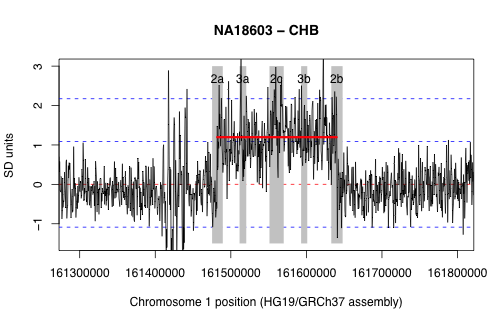 NA18603 – CHB
2a 3a 2c 3b 2b
3
2
1
0
−1
SD units
161300000 161400000 161500000 161600000 161700000 161800000
Chromosome 1 position (HG19/GRCh37 assembly)